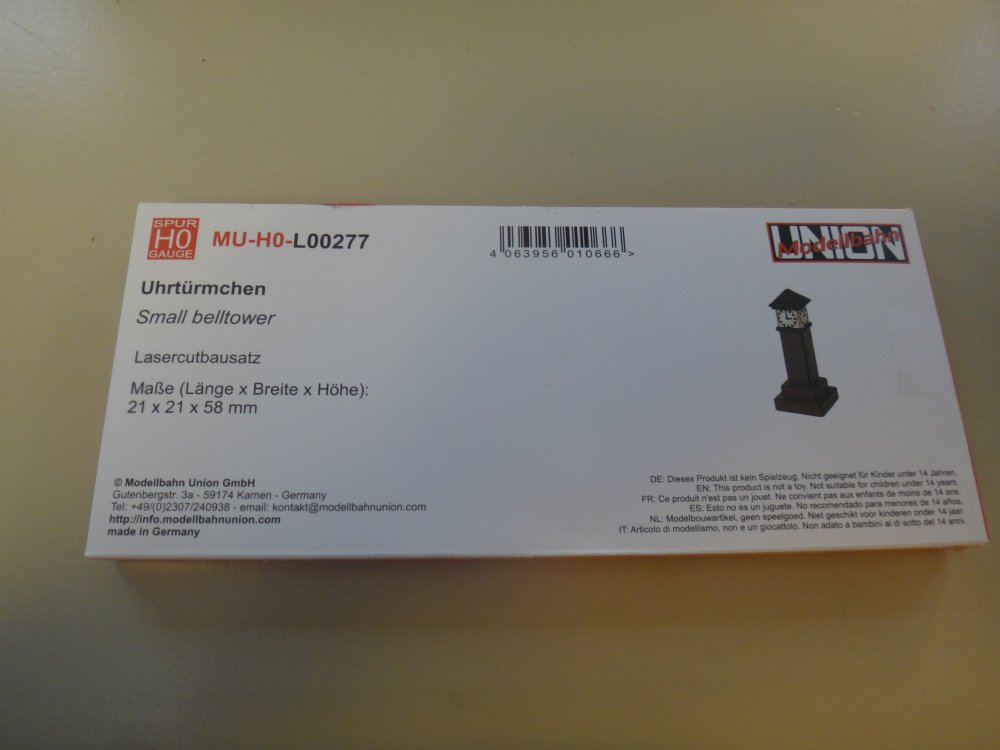 SPUR
H0
GAUGE
MU-H0-L00277
4 063956 010666 >
UNION
Modellbahn
Uhrtürmchen
Small belltower
Lasercutbausatz
Maße (Länge x Breite x Höhe):
21 x 21 x 58 mm
© Modellbahn Union GmbH
Gutenbergstr. 3a - 59174 Kamen - Germany
Tel: +49/(0)2307/240938 - email: kontakt@modellbahnunion.com
http://info.modellbahnunion.com
made in Germany
DE: Dieses Produkt ist kein Spielzeug. Nicht geeignet für Kinder unter 14 Jahren.
EN: This product is not a toy. Not suitable for children under 14 years.
FR: Ce produit n'est pas un jouet. Ne convient pas aux enfants de moins de 14 ans.
ES: Esto no es un juguete. No recomendado para menores de 14 años.
NL: Modelbouwartikel, geen speelgoed. Niet geschikt voor kinderen onder 14 jaar.
IT: Articolo di modellismo, non e un giocattolo. Non adato a bambini al di sotto dei 14 anni.